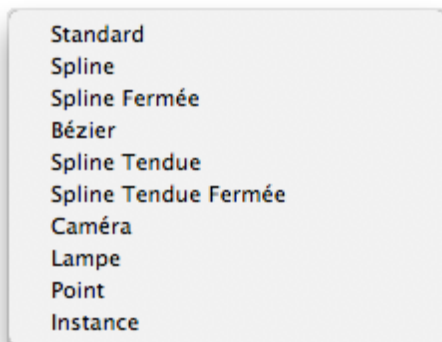 Standard
Spline
Spline Fermée
Bézier
Spline Tendue
Spline Tendue Fermée
Caméra
Lampe
Point
Instance